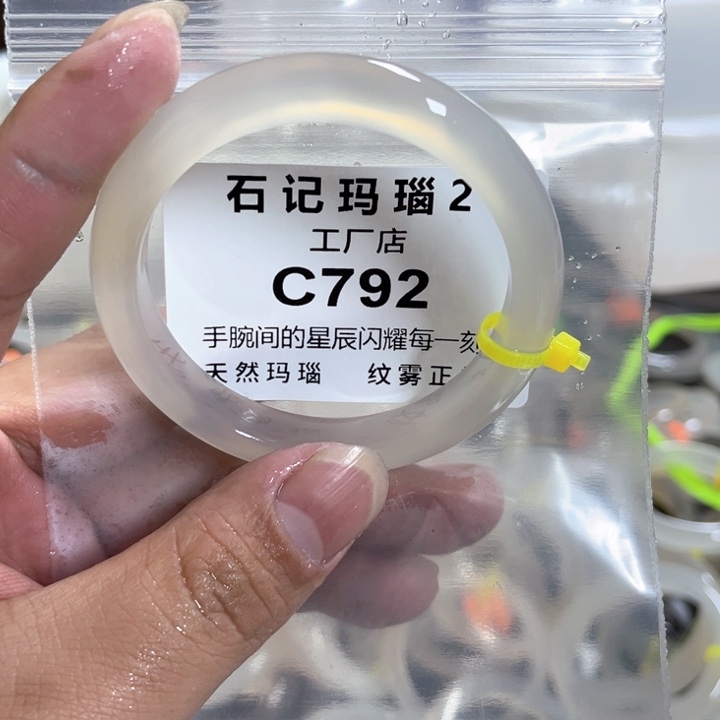 石记玛瑙2
工厂店
C792
手腕间的星辰闪耀每一刻
天然玛瑙 纹雾正